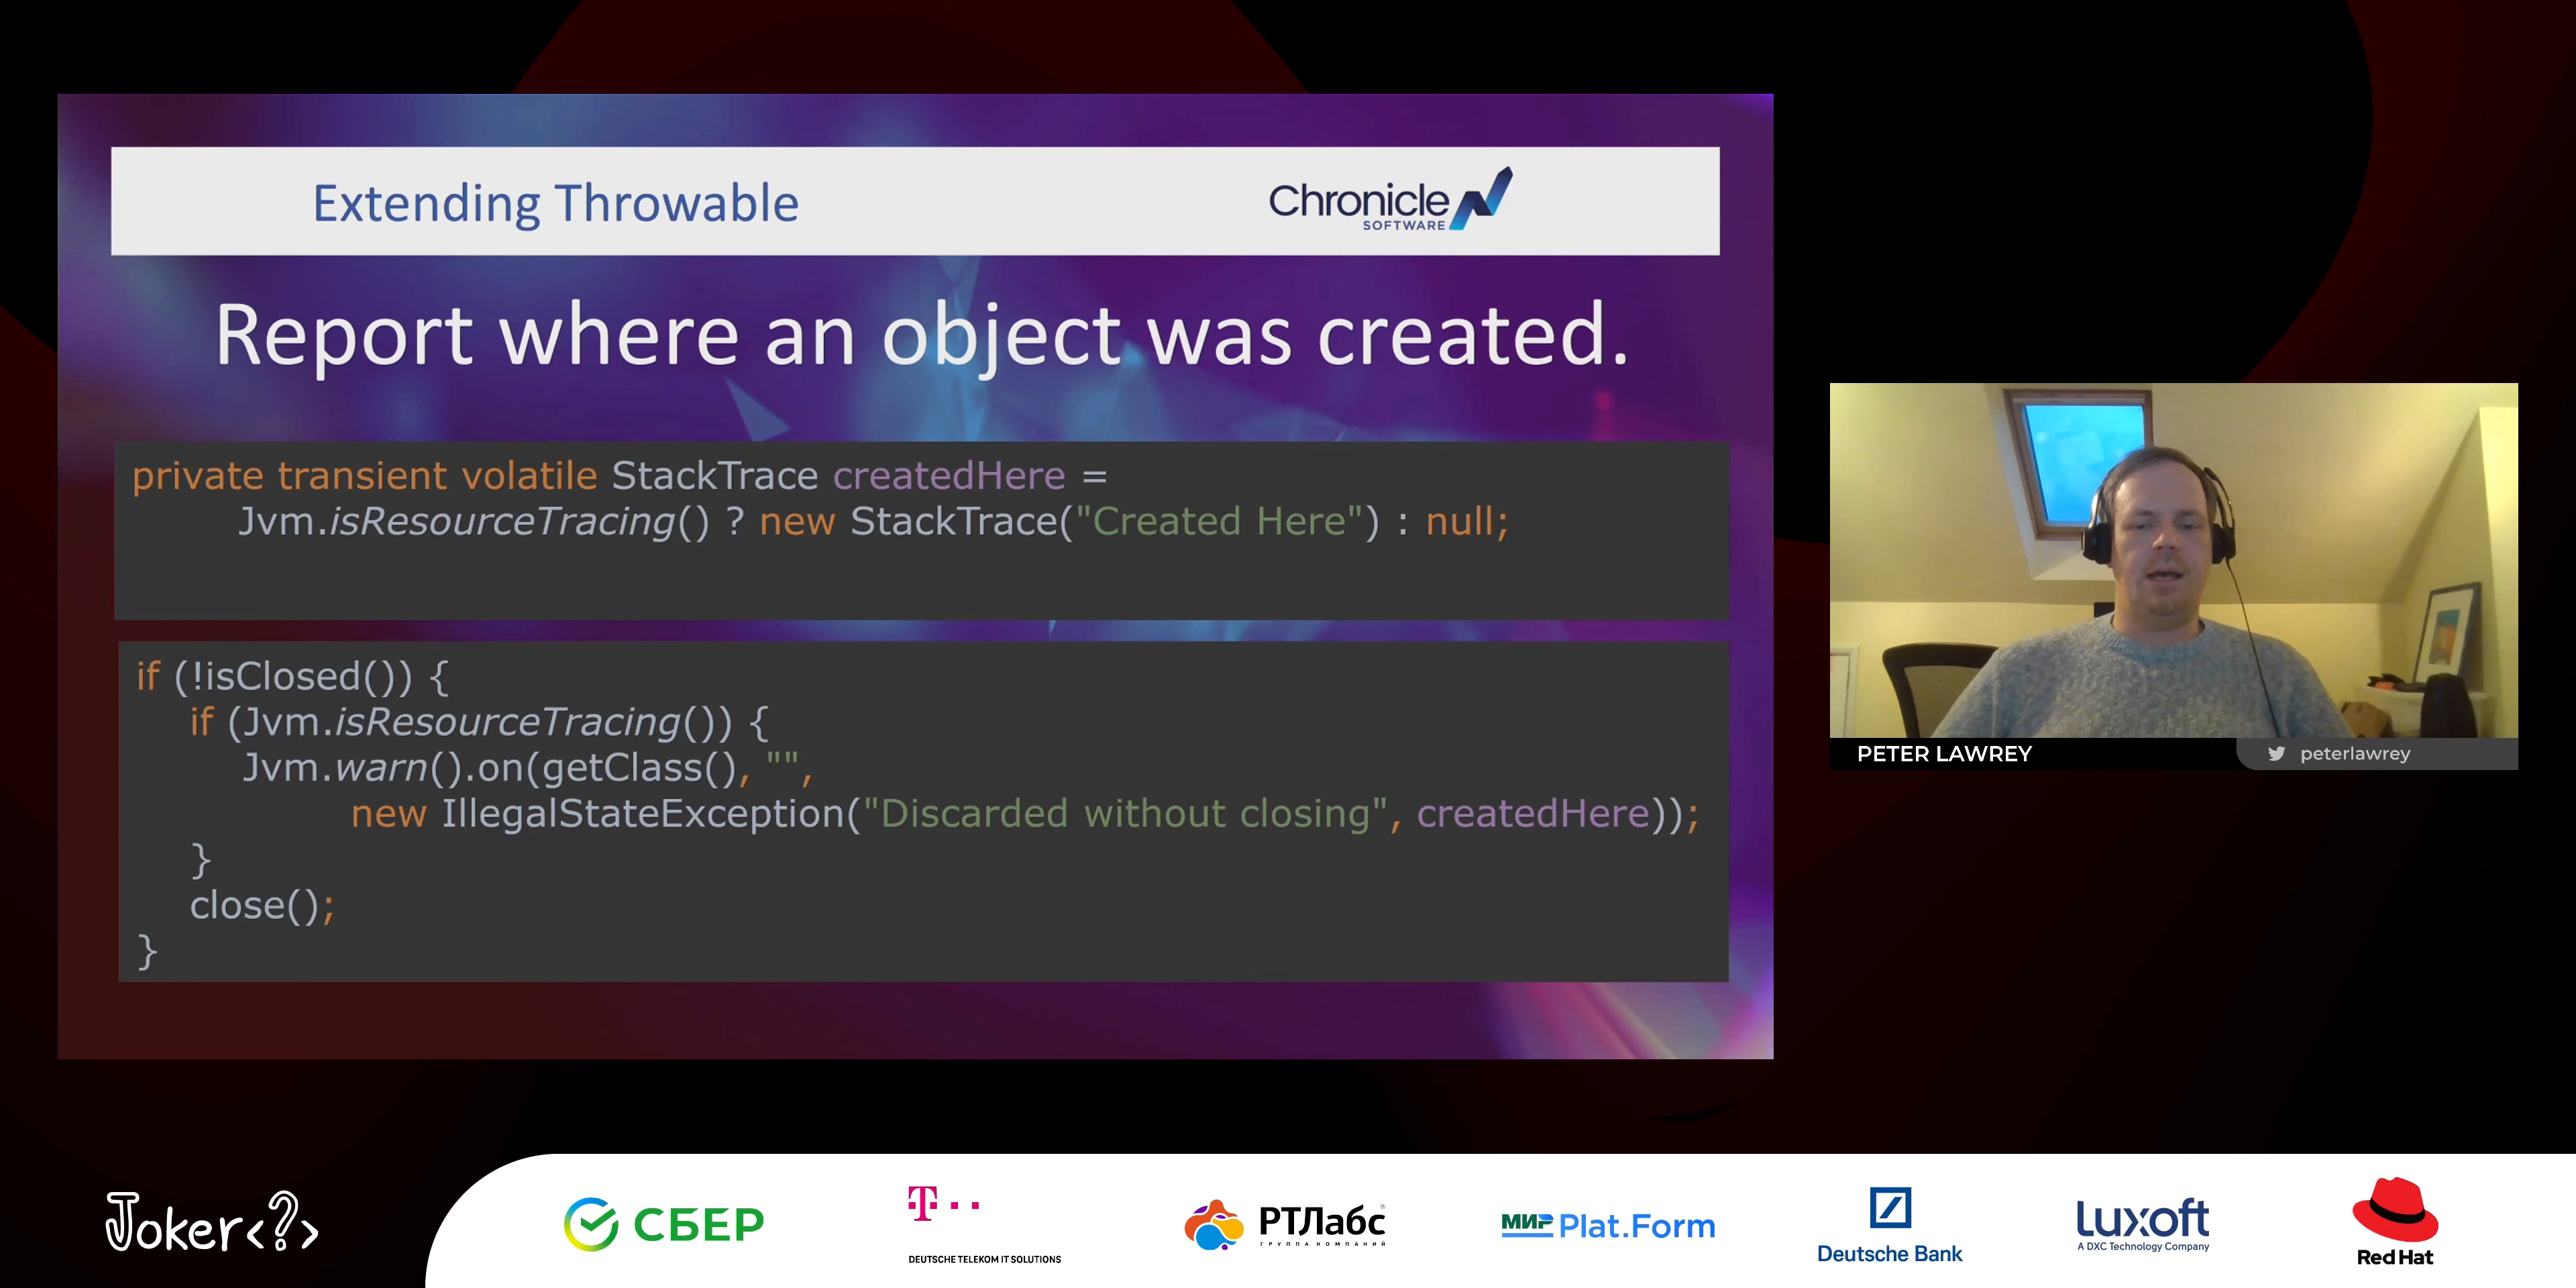 Extending Throwable
Chronicle
SOFTWARE
Report where an object was created.
private transient volatile StackTrace createdHere =
Jvm.isResourceTracing() ? new StackTrace("Created Here") : null;
if (!isClosed()) {
if (Jvm.isResourceTracing()) {
Jvm.warn().on(getClass(), "",
new IllegalStateException("Discarded without closing", createdHere));
}
close();
}
PETER LAWREY
peterlawrey
Joker<?>
СБЕР
T
DEUTSCHE TELEKOM IT SOLUTIONS
РТЛабс
ГРУППА КОМПАНИЙ
МИР Plat.Form
Deutsche Bank
Luxoft
A DXC Technology Company
Red Hat